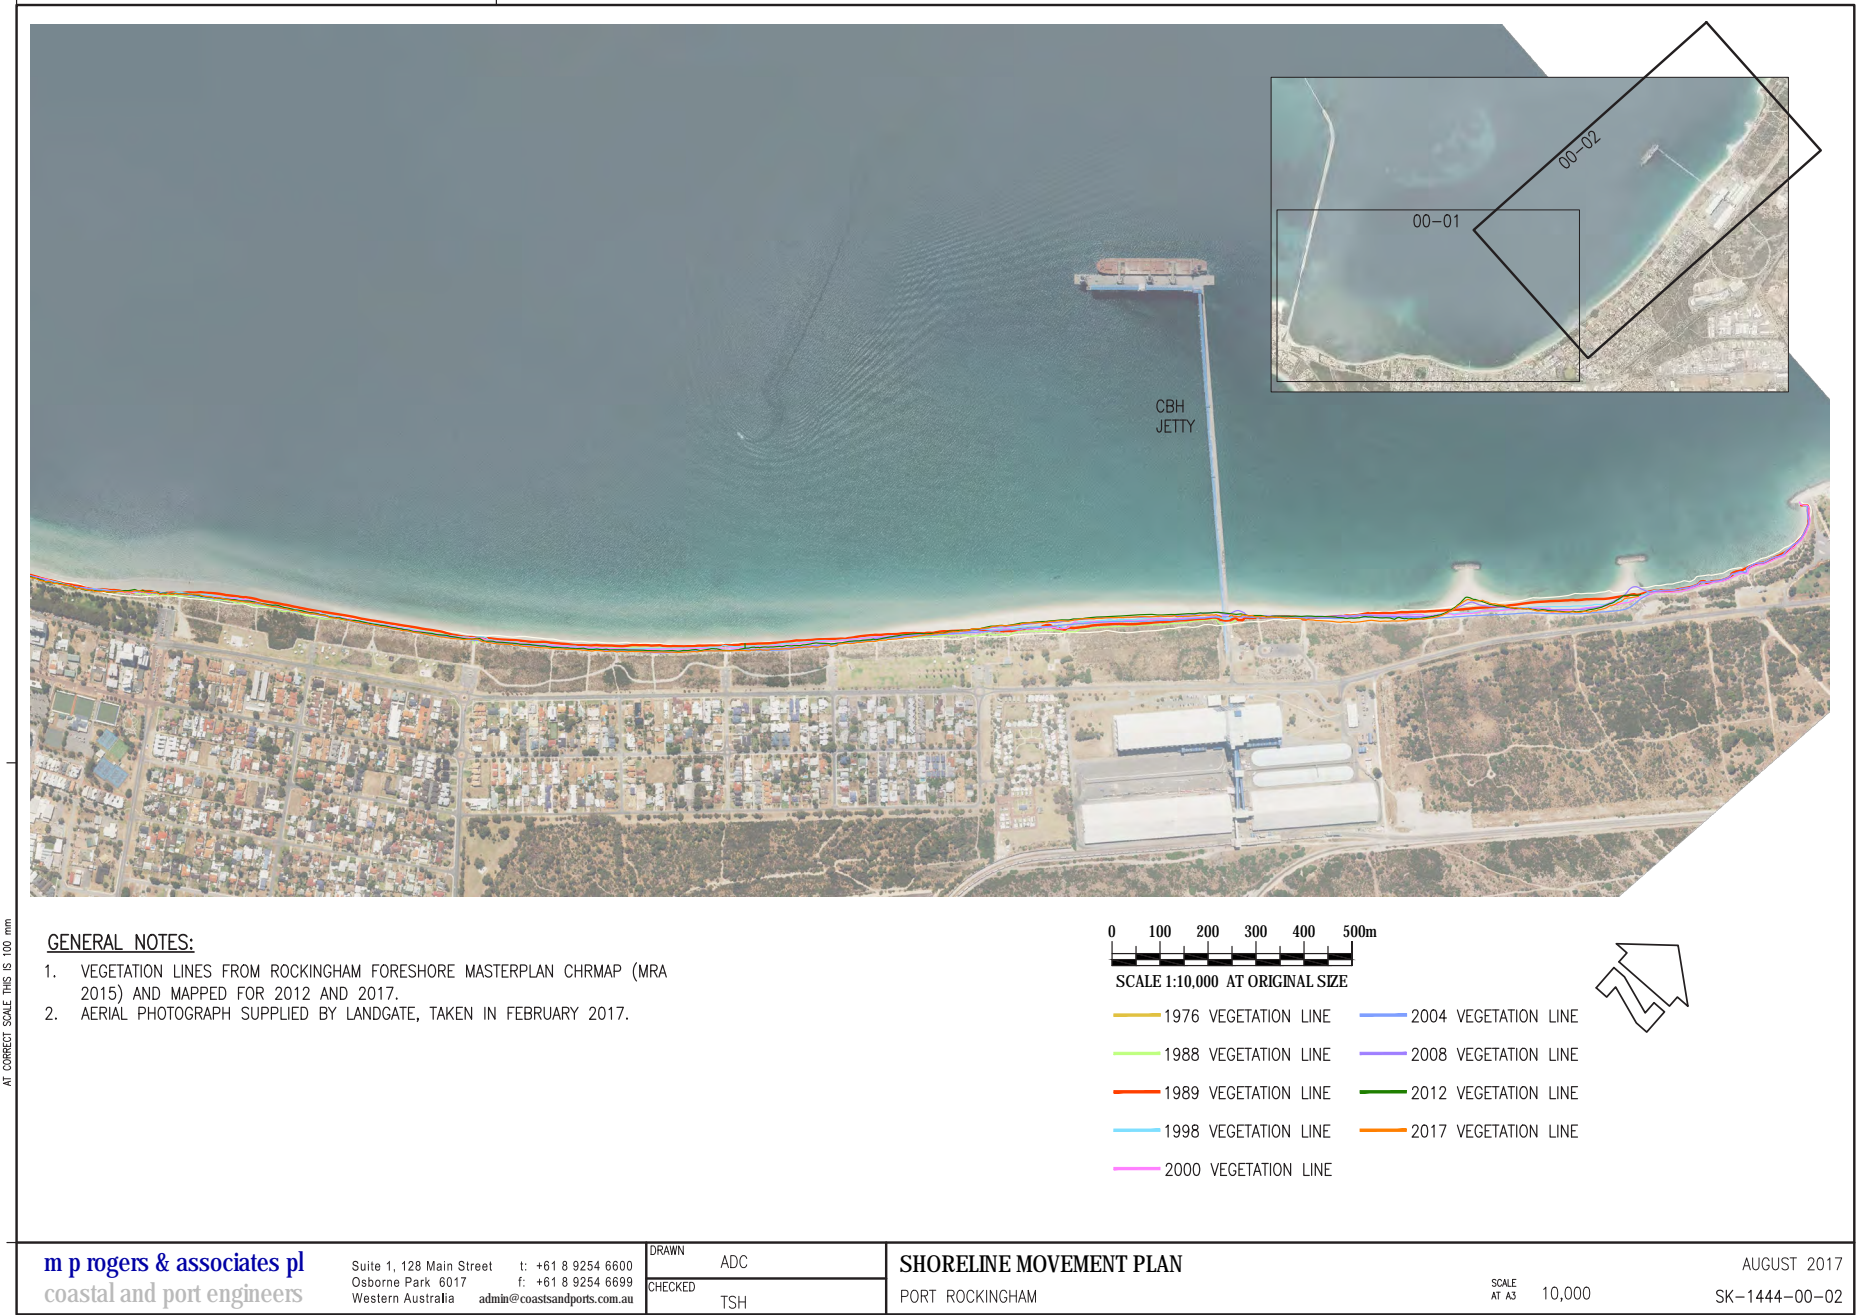 00-02
00-01
CBH
JETTY
AT CORRECT SCALE THIS IS 100 mm
GENERAL NOTES:
1. VEGETATION LINES FROM ROCKINGHAM FORESHORE MASTERPLAN CHRMAP (MRA
2015) AND MAPPED FOR 2012 AND 2017.
2. AERIAL PHOTOGRAPH SUPPLIED BY LANDGATE, TAKEN IN FEBRUARY 2017.
0 100 200 300 400 500m
SCALE 1:10,000 AT ORIGINAL SIZE
1976 VEGETATION LINE
1988 VEGETATION LINE
1989 VEGETATION LINE
1998 VEGETATION LINE
2000 VEGETATION LINE
2004 VEGETATION LINE
2008 VEGETATION LINE
2012 VEGETATION LINE
2017 VEGETATION LINE
m p rogers & associates pl
coastal and port engineers
Suite 1, 128 Main Street t: +61 8 9254 6600
Osborne Park 6017 f: +61 8 9254 6699
Western Australia admin@coastsandports.com.au
DRAWN ADC
CHECKED TSH
SHORELINE MOVEMENT PLAN
PORT ROCKINGHAM
SCALE
AT A3 10,000
AUGUST 2017
SK-1444-00-02